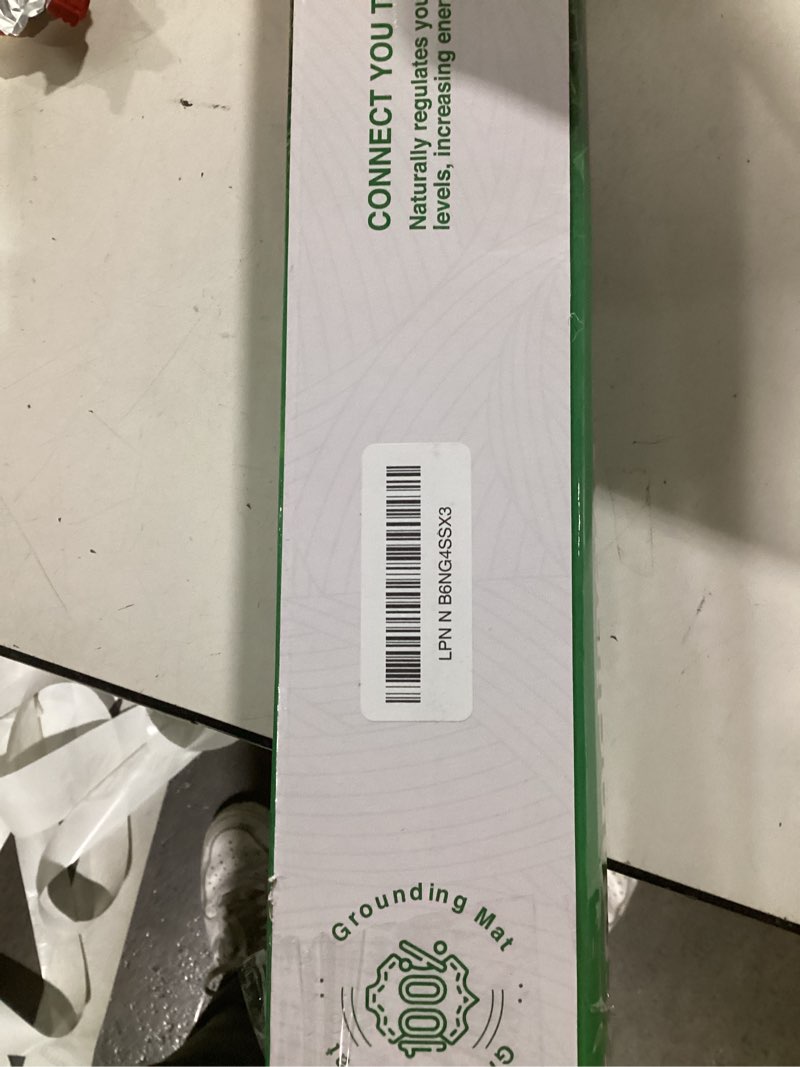 CONNECT YOU T
Naturally regulates you
levels, increasing ener
LPN N B6NG4SSX3
Grounding Mat
100%